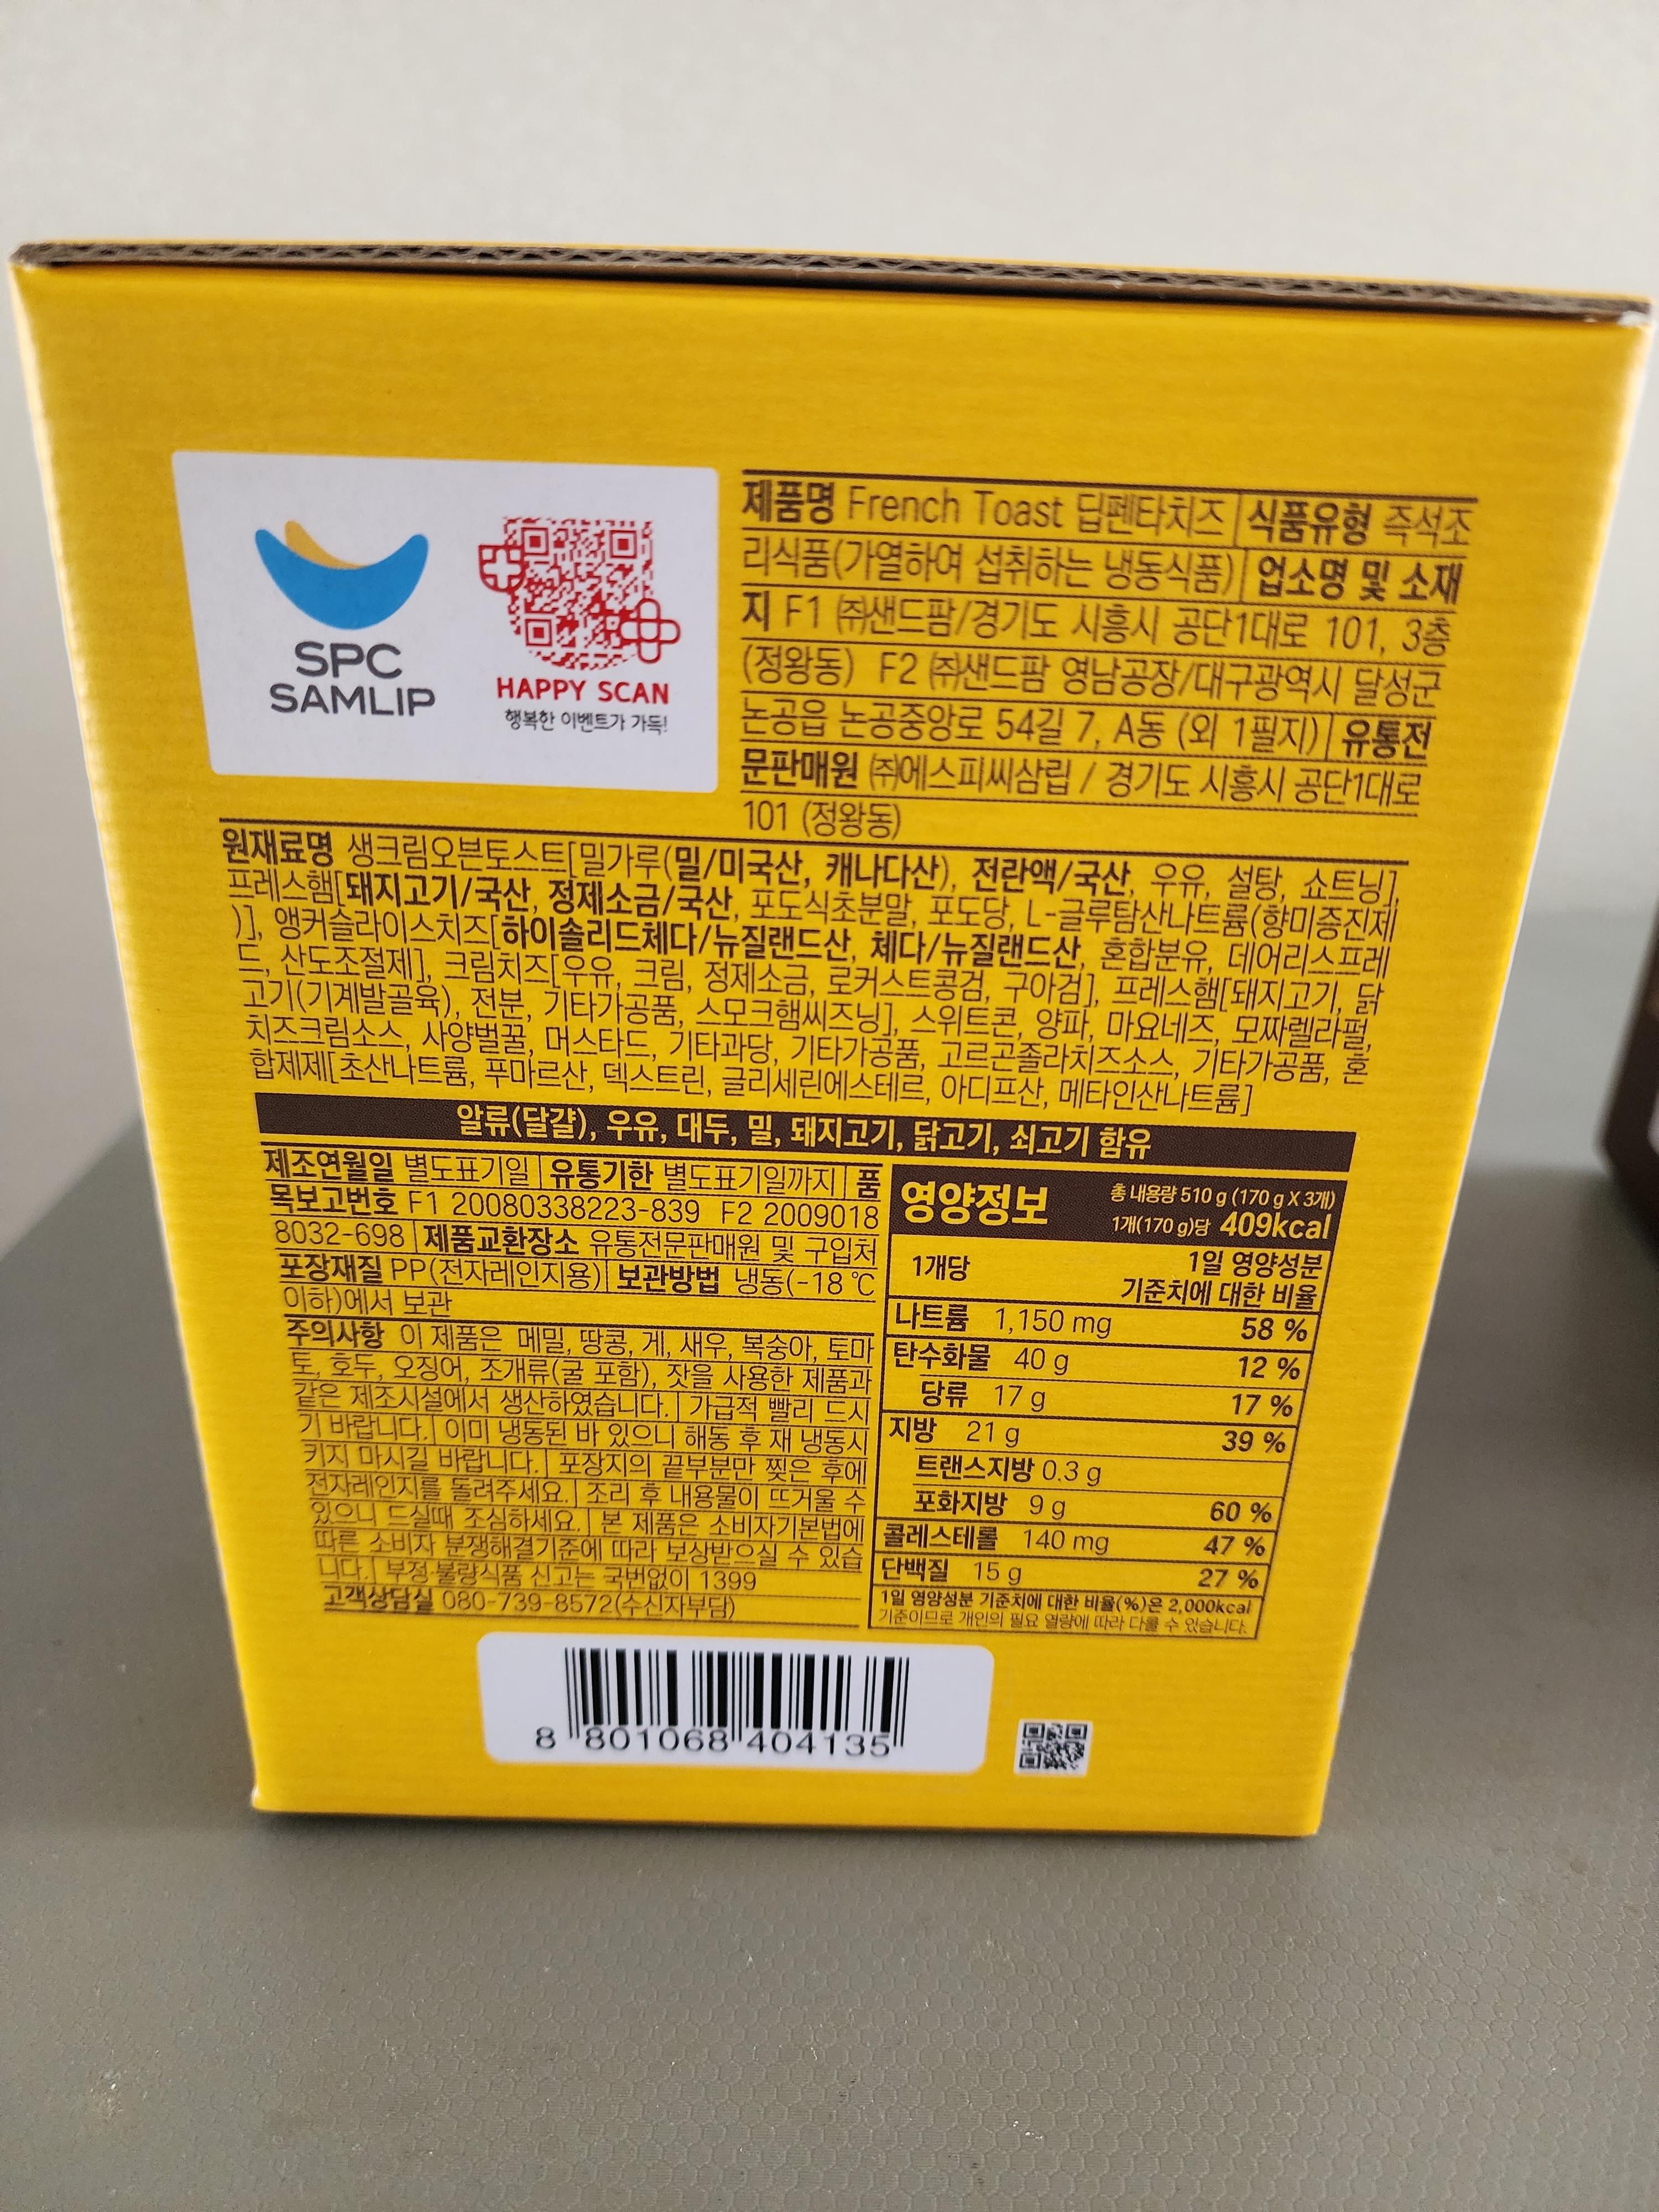 SPC
SAMLIP
HAPPY SCAN
행복한 이벤트가 가득!
제품명 French Toast 딥펜타치즈 | 식품유형 즉석조
리식품(가열하여 섭취하는 냉동식품) | 업소명 및 소재
지 F1 ㈜샌드팜/경기도 시흥시 공단1대로 101, 3층
(정왕동) F2 ㈜샌드팜 영남공장/대구광역시 달성군
논공읍 논공중앙로 54길 7, A동 (외 1필지) | 유통전
문판매원 ㈜에스피씨삼립 / 경기도 시흥시 공단1대로
101 (정왕동)
원재료명 생크림오븐토스트[밀가루(밀/미국산, 캐나다산), 전란액/국산, 우유, 설탕, 쇼트닝],
프레스햄[돼지고기/국산, 정제소금/국산, 포도식초분말, 포도당, L-글루탐산나트륨(향미증진제
)], 앵커슬라이스치즈[하이솔리드체다/뉴질랜드산, 체다/뉴질랜드산, 혼합분유, 데어리스프레
드, 산도조절제], 크림치즈[우유, 크림, 정제소금, 로커스트콩검, 구아검], 프레스햄[돼지고기, 닭
고기(기계발골육), 전분, 기타가공품, 스모크햄씨즈닝], 스위트콘, 양파, 마요네즈, 모짜렐라펄,
치즈크림소스, 사양벌꿀, 머스타드, 기타과당, 기타가공품, 고르곤졸라치즈소스, 기타가공품, 혼
합제제[초산나트륨, 푸마르산, 덱스트린, 글리세린에스테르, 아디프산, 메타인산나트륨]
알류(달걀), 우유, 대두, 밀, 돼지고기, 닭고기, 쇠고기 함유
제조연월일 별도표기일 | 유통기한 별도표기일까지 | 품
목보고번호 F1 20080338223-839 F2 2009018
8032-698 | 제품교환장소 유통전문판매원 및 구입처
포장재질 PP(전자레인지용) | 보관방법 냉동(-18℃
이하)에서 보관
주의사항 이 제품은 메밀, 땅콩, 게, 새우, 복숭아, 토마
토, 호두, 오징어, 조개류(굴 포함), 잣을 사용한 제품과
같은 제조시설에서 생산하였습니다. | 가급적 빨리 드시
기 바랍니다. | 이미 냉동된 바 있으니 해동 후 재 냉동시
키지 마시길 바랍니다. | 포장지의 끝부분만 찢은 후에
전자레인지를 돌려주세요. | 조리 후 내용물이 뜨거울 수
있으니 드실때 조심하세요. | 본 제품은 소비자기본법에
따른 소비자 분쟁해결기준에 따라 보상받으실 수 있습
니다. | 부정·불량식품 신고는 국번없이 1399
고객상담실 080-739-8572(수신자부담)
영양정보
총 내용량 510 g (170 g X 3개)
1개(170 g)당 409kcal
1개당 1일 영양성분
기준치에 대한 비율
나트륨 1,150 mg 58 %
탄수화물 40 g 12 %
당류 17 g 17 %
지방 21 g 39 %
트랜스지방 0.3 g
포화지방 9 g 60 %
콜레스테롤 140 mg 47 %
단백질 15 g 27 %
1일 영양성분 기준치에 대한 비율(%)은 2,000kcal
기준이므로 개인의 필요 열량에 따라 다를 수 있습니다.
8 801068 404135